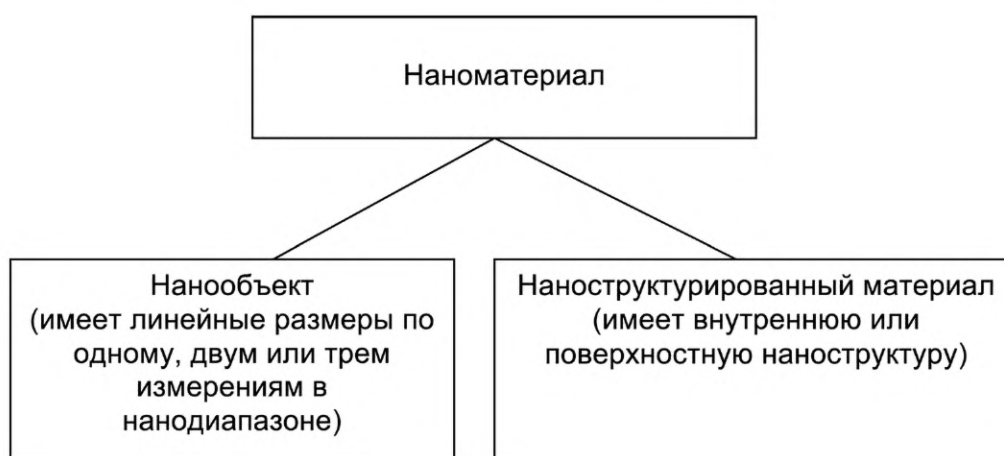 Наноматериал
Нанообъект
(имеет линейные размеры по
одному, двум или трем
измерениям в
нанодиапазоне)
Наноструктурированный материал
(имеет внутреннюю или
поверхностную наноструктуру)